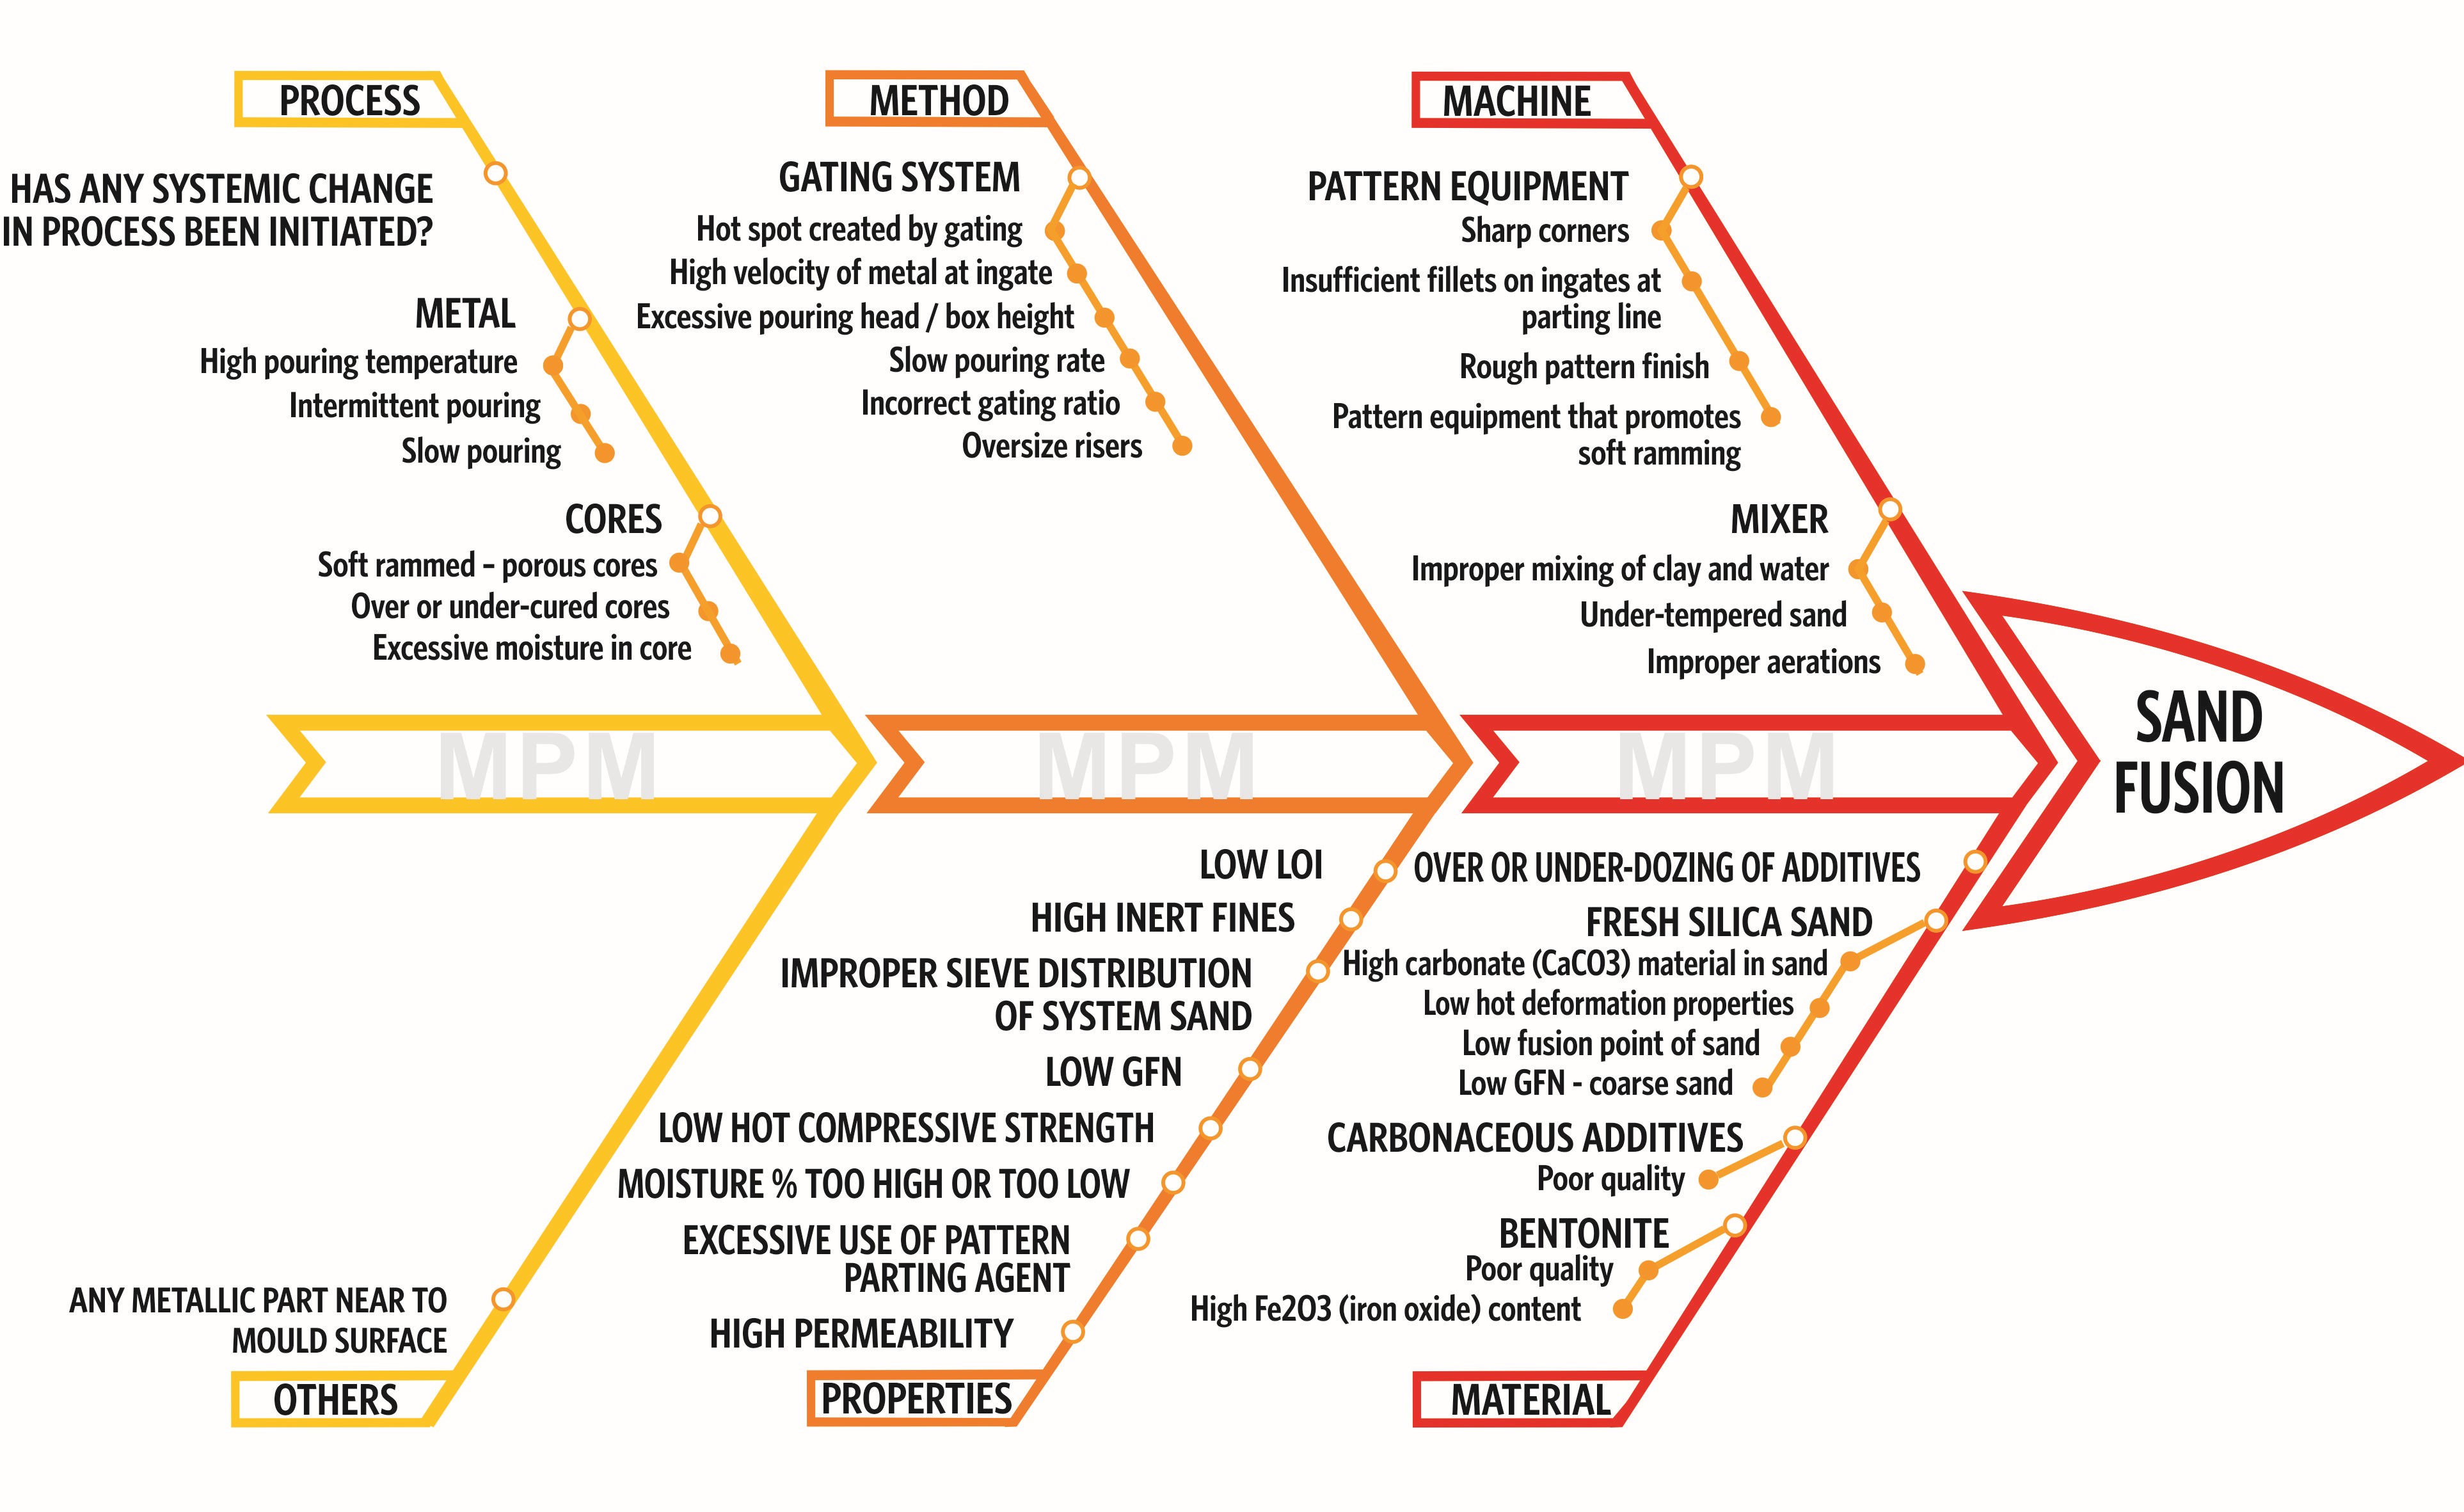 PROCESS
HAS ANY SYSTEMIC CHANGE
IN PROCESS BEEN INITIATED?
METAL
High pouring temperature
Intermittent pouring
Slow pouring
CORES
Soft rammed – porous cores
Over or under-cured cores
Excessive moisture in core
METHOD
GATING SYSTEM
Hot spot created by gating
High velocity of metal at ingate
Excessive pouring head / box height
Slow pouring rate
Incorrect gating ratio
Oversize risers
MACHINE
PATTERN EQUIPMENT
Sharp corners
Insufficient fillets on ingates at
parting line
Rough pattern finish
Pattern equipment that promotes
soft ramming
MIXER
Improper mixing of clay and water
Under-tempered sand
Improper aerations
MPM
MPM
MPM
SAND
FUSION
ANY METALLIC PART NEAR TO
MOULD SURFACE
OTHERS
LOW LOI
HIGH INERT FINES
IMPROPER SIEVE DISTRIBUTION
OF SYSTEM SAND
LOW GFN
LOW HOT COMPRESSIVE STRENGTH
MOISTURE % TOO HIGH OR TOO LOW
EXCESSIVE USE OF PATTERN
PARTING AGENT
HIGH PERMEABILITY
PROPERTIES
OVER OR UNDER-DOZING OF ADDITIVES
FRESH SILICA SAND
High carbonate (CaCO3) material in sand
Low hot deformation properties
Low fusion point of sand
Low GFN - coarse sand
CARBONACEOUS ADDITIVES
Poor quality
BENTONITE
Poor quality
High Fe2O3 (iron oxide) content
MATERIAL